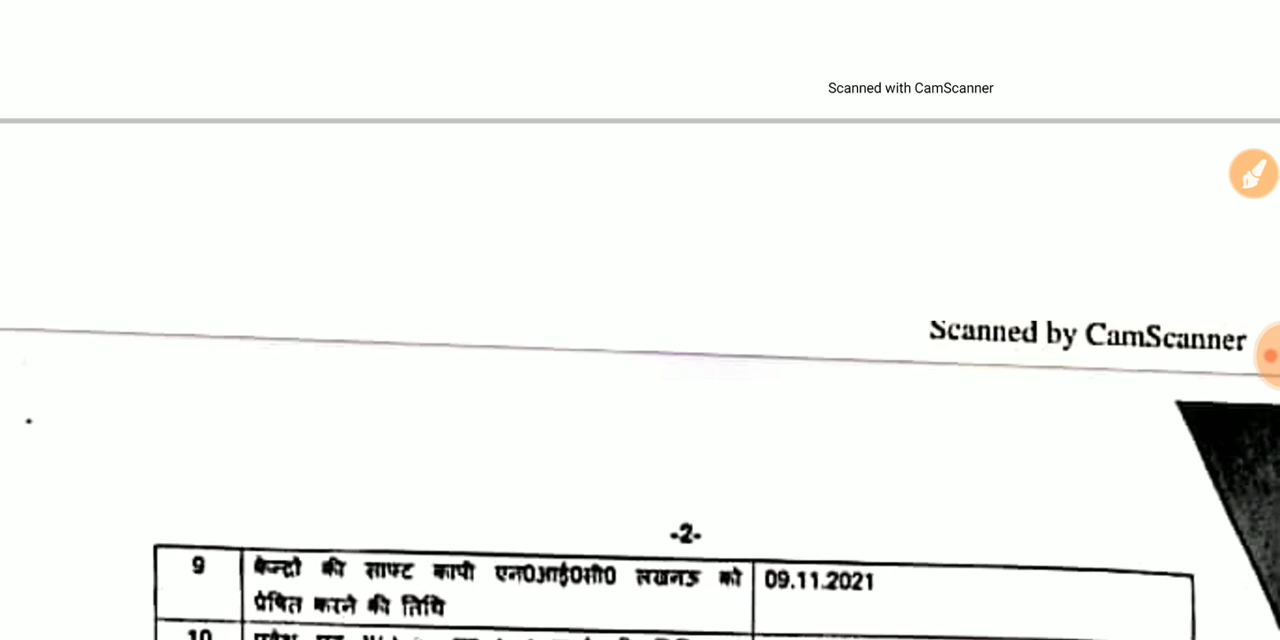 Scanned with CamScanner
Scanned by CamScanner
-2-
9 केन्द्रों की साफ्ट कापी एन0आई0सी0 लखनऊ को 09.11.2021
प्रेषित करने की तिथि
10